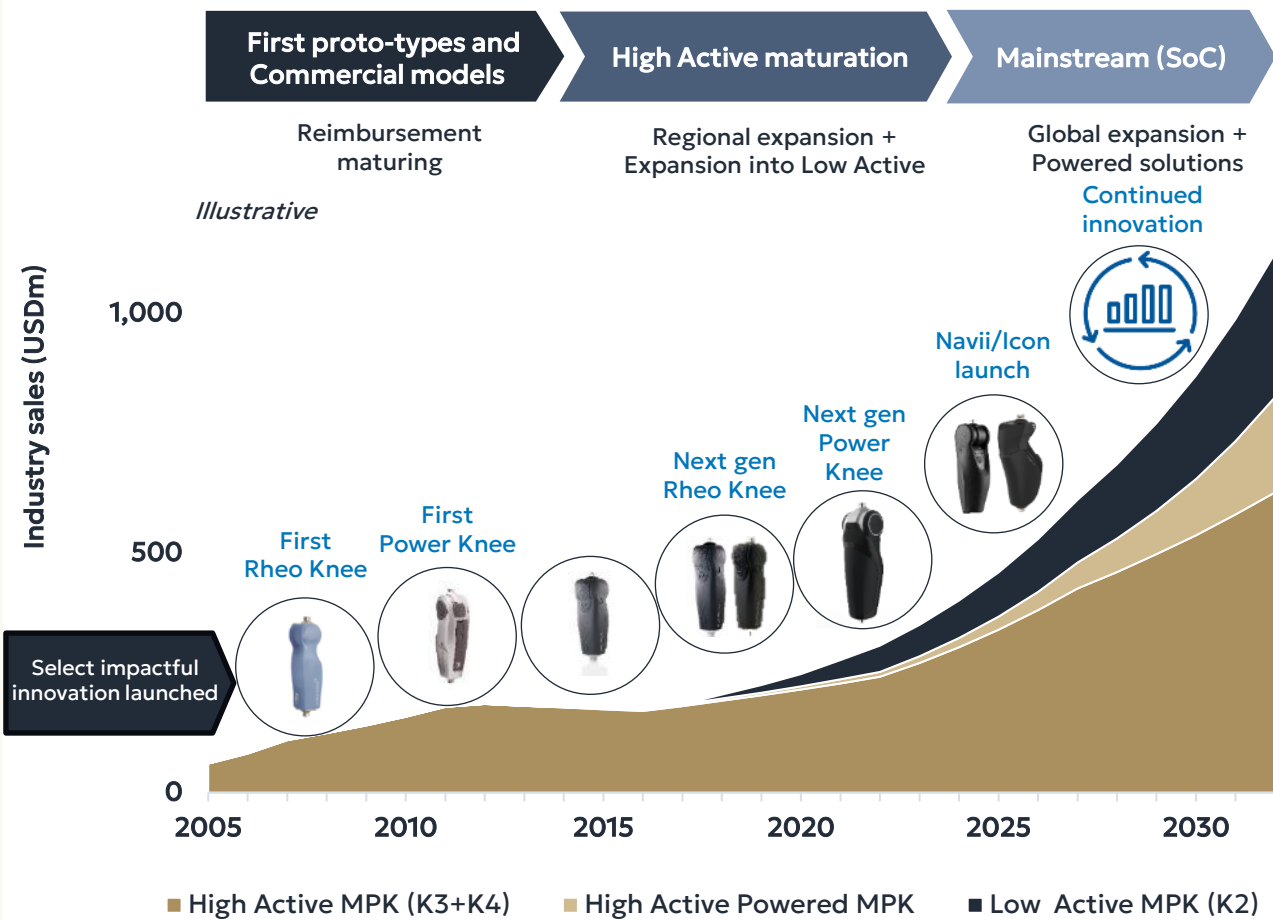 First proto-types and
Commercial models
High Active maturation
Mainstream (SoC)
Reimbursement
maturing
Regional expansion +
Expansion into Low Active
Global expansion +
Powered solutions
Illustrative
Continued
innovation
Industry sales (USDm)
1,000
500
0
Navii/Icon
launch
Next gen
Power
Knee
Next gen
Rheo Knee
First
Power Knee
First
Rheo Knee
Select impactful
innovation launched
2005
2010
2015
2020
2025
2030
High Active MPK (K3+K4)
High Active Powered MPK
Low Active MPK (K2)